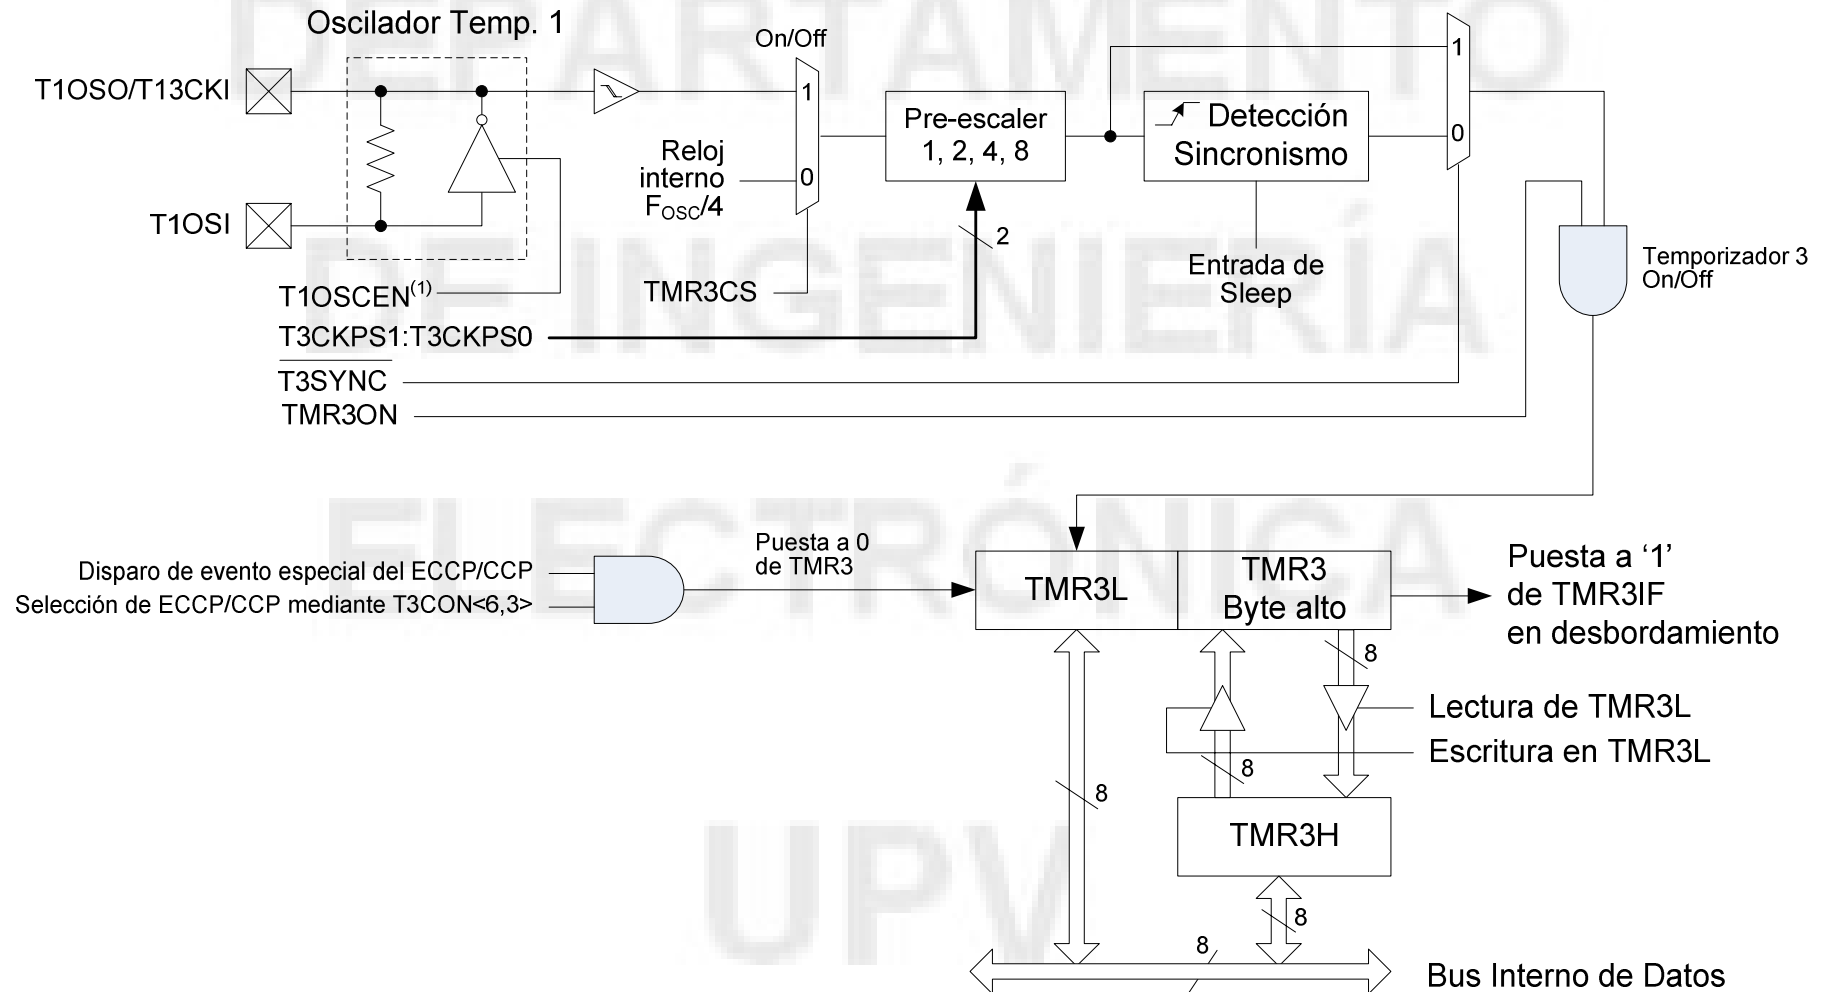 DEPARTAMENTO
DE INGENIERÍA
ELECTRÓNICA
UPV
Oscilador Temp. 1
On/Off
T1OSO/T13CKI
1
1
Pre-escaler
1, 2, 4, 8
Detección
Sincronismo
0
Reloj
interno
FOSC/4
0
T1OSI
2
Entrada de
Sleep
Temporizador 3
On/Off
T1OSCEN(1)
TMR3CS
T3CKPS1:T3CKPS0
T3SYNC
TMR3ON
Disparo de evento especial del ECCP/CCP
Selección de ECCP/CCP mediante T3CON<6,3>
Puesta a 0
de TMR3
TMR3L
TMR3
Byte alto
Puesta a ‘1’
de TMR3IF
en desbordamiento
8
Lectura de TMR3L
Escritura en TMR3L
8
8
TMR3H
8
8
Bus Interno de Datos